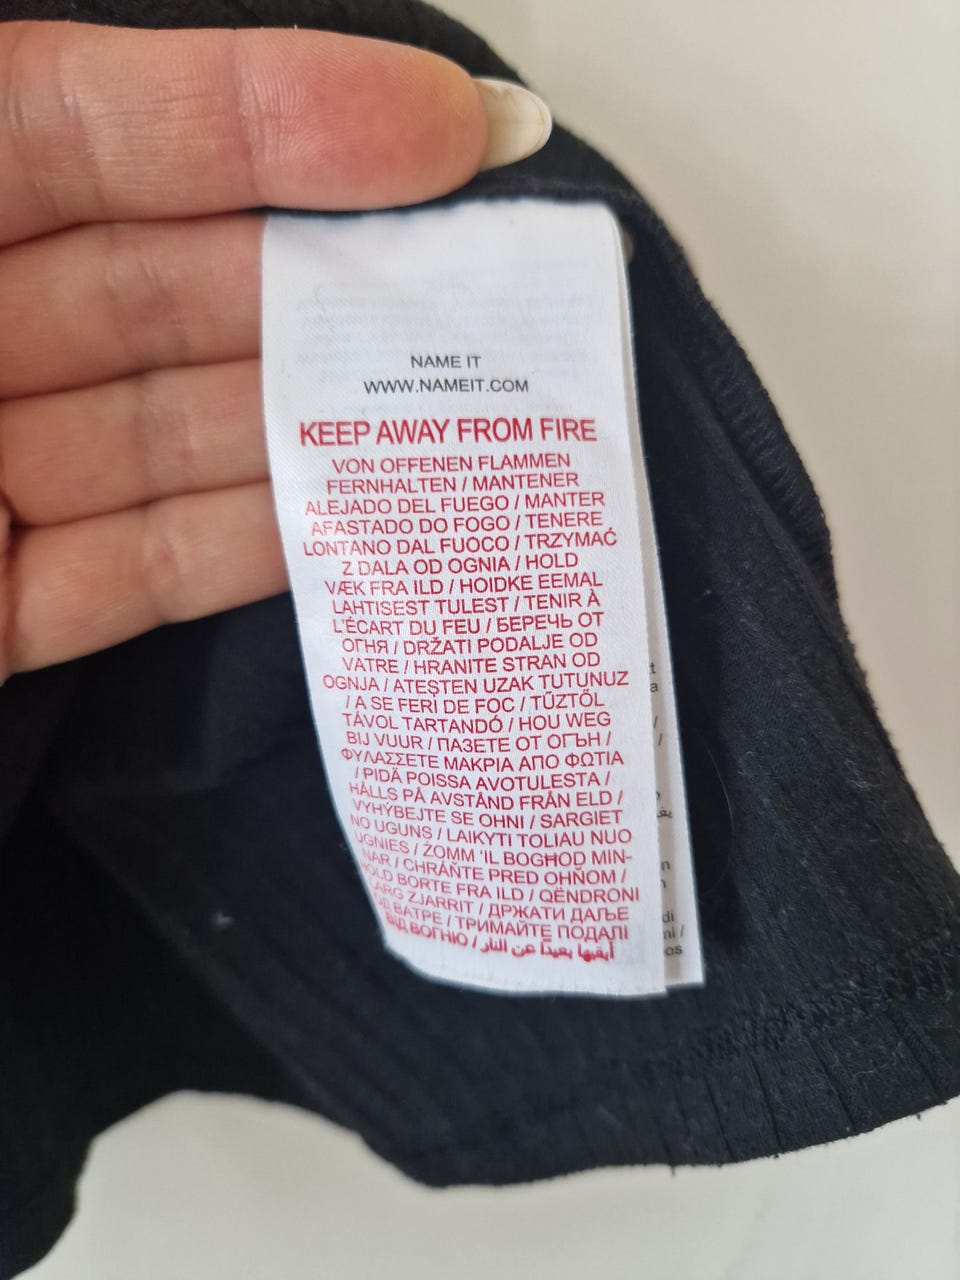 NAME IT
WWW.NAMEIT.COM
KEEP AWAY FROM FIRE
VON OFFENEN FLAMMEN
FERNHALTEN / MANTENER
ALEJADO DEL FUEGO / MANTER
AFASTADO DO FOGO / TENERE
LONTANO DAL FUOCO / TRZYMAĆ
Z DALA OD OGNIA / HOLD
VÆK FRA ILD / HOIDKE EEMAL
LAHTISEST TULEST / TENIR À
L'ÉCART DU FEU / БЕРЕЧЬ ОТ
ОГНЯ / DRŽATI PODALJE OD
VATRE / HRANITE STRAN OD
OGNJA / ATEŞTEN UZAK TUTUNUZ
/ A SE FERI DE FOC / TŰZTŐL
TÁVOL TARTANDÓ / HOU WEG
BIJ VUUR / ПАЗЕТЕ ОТ ОГЪН /
ΦΥΛΑΣΣΕΤΕ ΜΑΚΡΙΑ ΑΠΟ ΦΩΤΙΑ
/ PIDÄ POISSA AVOTULESTA /
HÅLLS PÅ AVSTÅND FRÅN ELD /
VYHÝBEJTE SE OHNI / SARGIET
NO UGUNS / LAIKYTI TOLIAU NUO
UGNIES / ŻOMM 'IL BOGĦOD MIN-
NAR / CHRÁŇTE PRED OHŇOM /
HOLD BORTE FRA ILD / QËNDRONI
LARG ZJARRIT / ДРЖАТИ ДАЉЕ
ОД ВАТРЕ / ТРИМАЙТЕ ПОДАЛІ
ВІД ВОГНЮ / أبقيها بعيداً عن النار